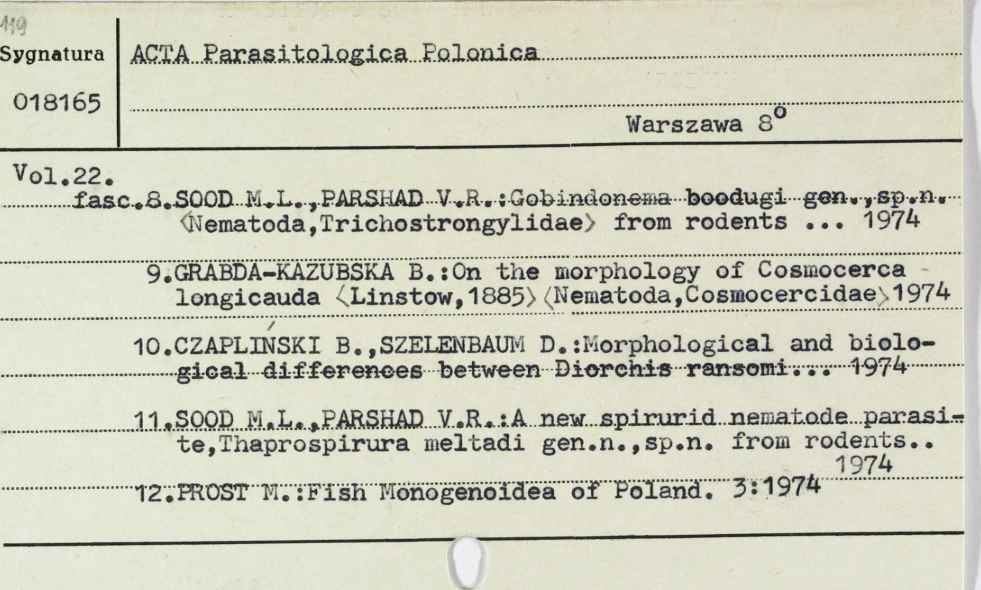 119
Sygnatura
ACTA Parasitologica Polonica
018165
Warszawa 8⁰
Vol.22.
fasc.8.SOOD M.L.,PARSHAD V.R.:Gobindonema boodugi gen.,sp.n.
<Nematoda,Trichostrongylidae> from rodents ... 1974
9.GRABDA-KAZUBSKA B.:On the morphology of Cosmocerca
longicauda <Linstow,1885><Nematoda,Cosmocercidae>1974
10.CZAPLIŃSKI B.,SZELENBAUM D.:Morphological and biolo-
gical differences between Diorchis ransomi... 1974
11.SOOD M.L.,PARSHAD V.R.:A new spirurid nematode parasi-
te,Thaprospirura meltadi gen.n.,sp.n. from rodents..
1974
12.PROST M.:Fish Monogenoidea of Poland. 3:1974